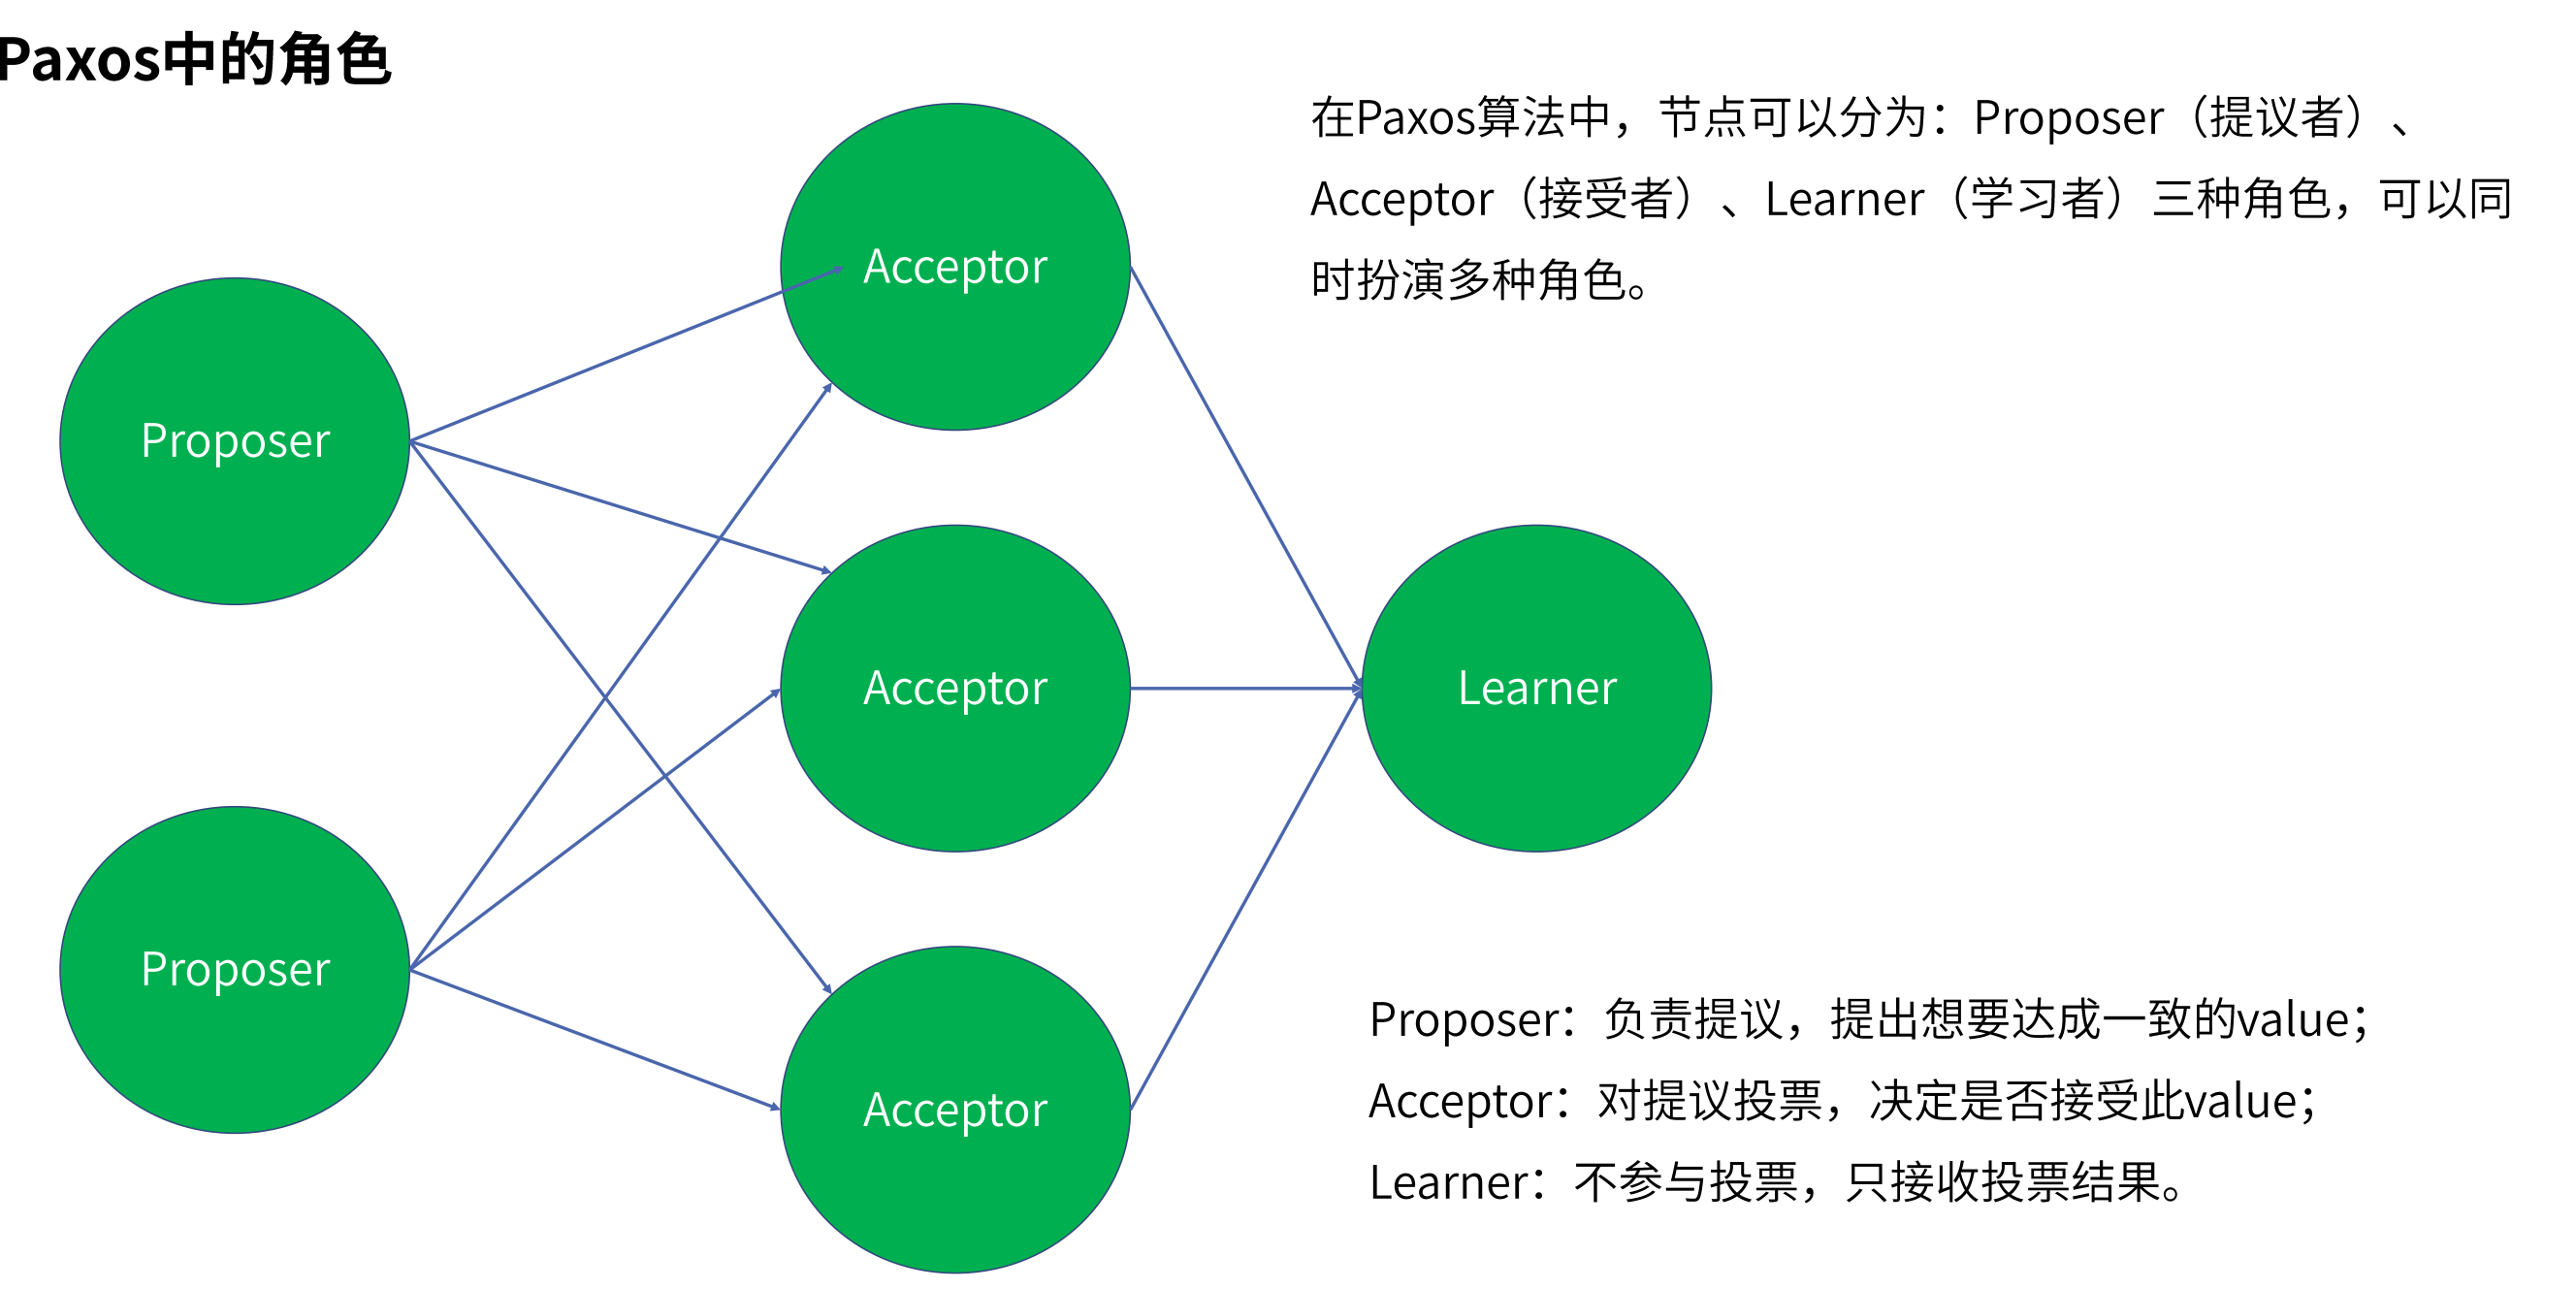 Paxos中的角色
在Paxos算法中，节点可以分为：Proposer（提议者）、
Acceptor（接受者）、Learner（学习者）三种角色，可以同
时扮演多种角色。
Acceptor
Proposer
Acceptor
Learner
Proposer
Acceptor
Proposer：负责提议，提出想要达成一致的value；
Acceptor：对提议投票，决定是否接受此value；
Learner：不参与投票，只接收投票结果。